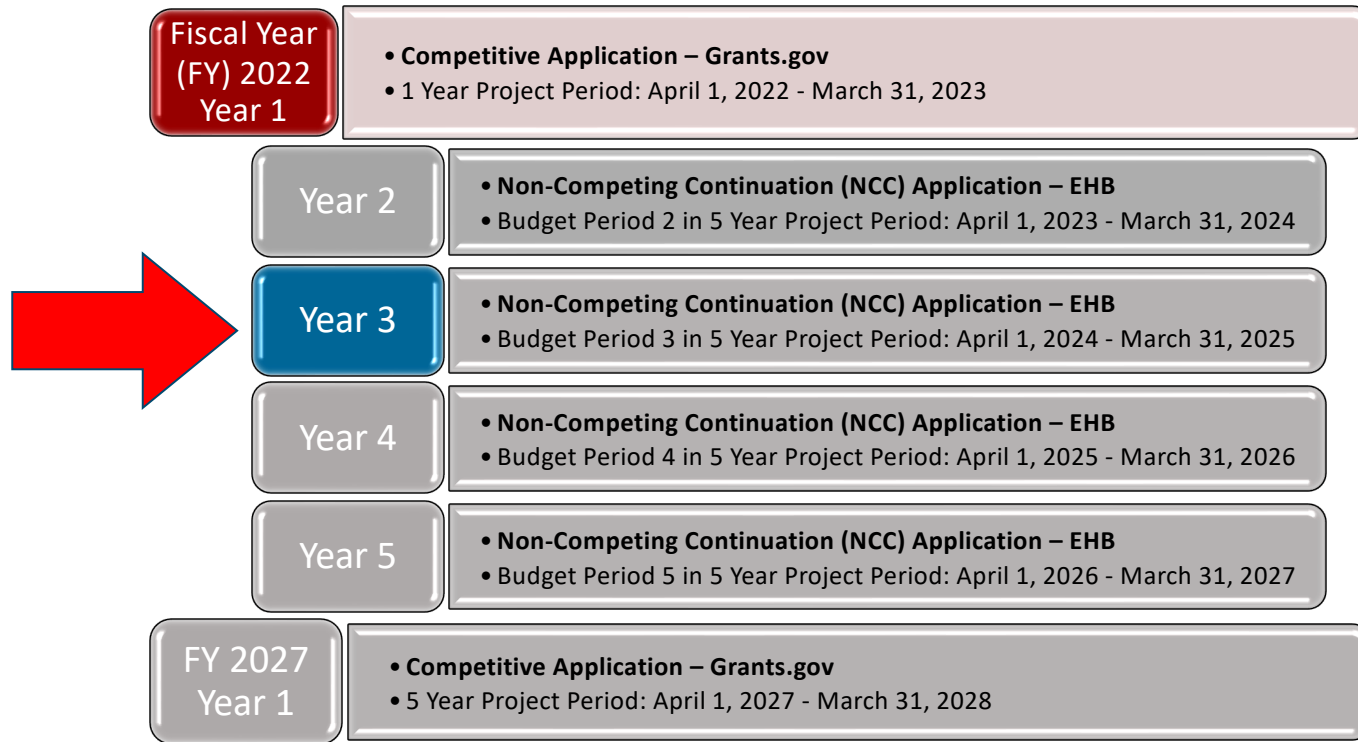 Fiscal Year
(FY) 2022
Year 1
• Competitive Application – Grants.gov
• 1 Year Project Period: April 1, 2022 - March 31, 2023
Year 2
• Non-Competing Continuation (NCC) Application – EHB
• Budget Period 2 in 5 Year Project Period: April 1, 2023 - March 31, 2024
Year 3
• Non-Competing Continuation (NCC) Application – EHB
• Budget Period 3 in 5 Year Project Period: April 1, 2024 - March 31, 2025
Year 4
• Non-Competing Continuation (NCC) Application – EHB
• Budget Period 4 in 5 Year Project Period: April 1, 2025 - March 31, 2026
Year 5
• Non-Competing Continuation (NCC) Application – EHB
• Budget Period 5 in 5 Year Project Period: April 1, 2026 - March 31, 2027
FY 2027
Year 1
• Competitive Application – Grants.gov
• 5 Year Project Period: April 1, 2027 - March 31, 2028